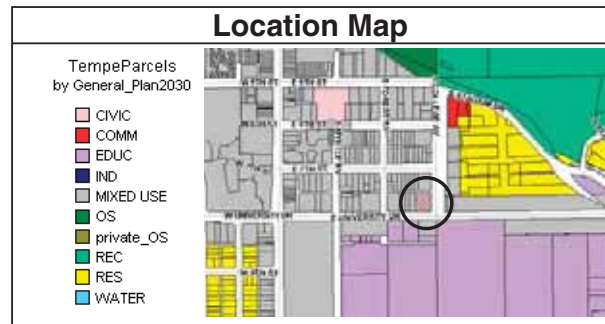 Location Map
TempeParcels
by General_Plan2030
CIVIC
COMM
EDUC
IND
MIXED USE
OS
private_OS
REC
RES
WATER